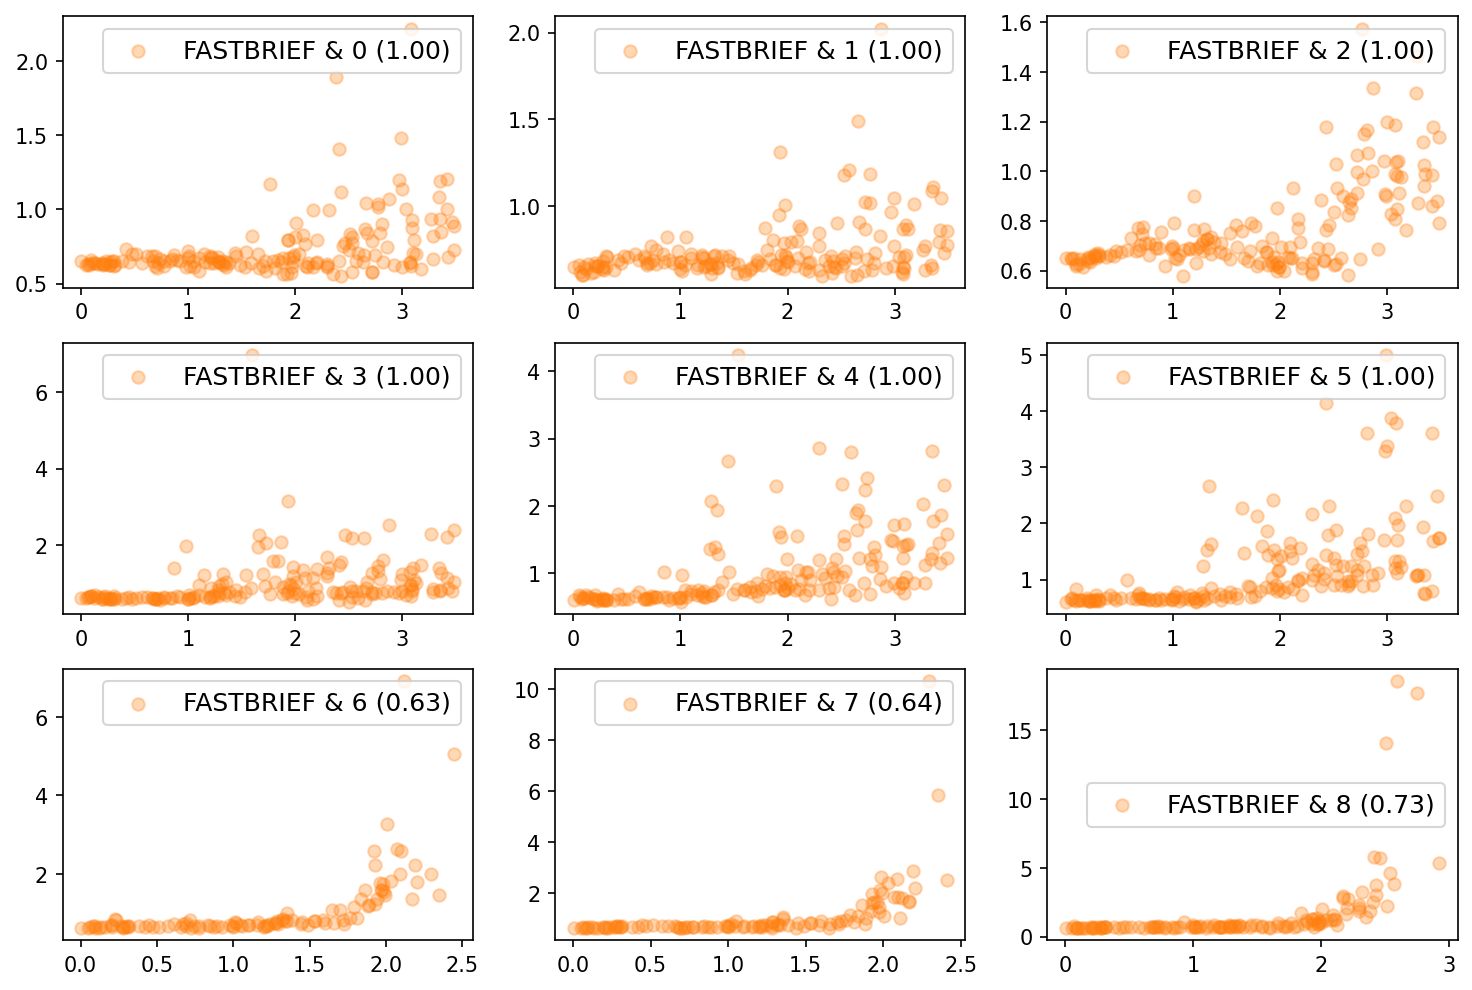 FASTBRIEF & 0 (1.00)
2.0
1.5
1.0
0.5
0 1 2 3
FASTBRIEF & 1 (1.00)
2.0
1.5
1.0
0 1 2 3
FASTBRIEF & 2 (1.00)
1.6
1.4
1.2
1.0
0.8
0.6
0 1 2 3
FASTBRIEF & 3 (1.00)
6
4
2
0 1 2 3
FASTBRIEF & 4 (1.00)
4
3
2
1
0 1 2 3
FASTBRIEF & 5 (1.00)
5
4
3
2
1
0 1 2 3
FASTBRIEF & 6 (0.63)
6
4
2
0.0 0.5 1.0 1.5 2.0 2.5
FASTBRIEF & 7 (0.64)
10
8
6
4
2
0.0 0.5 1.0 1.5 2.0 2.5
FASTBRIEF & 8 (0.73)
15
10
5
0
0 1 2 3